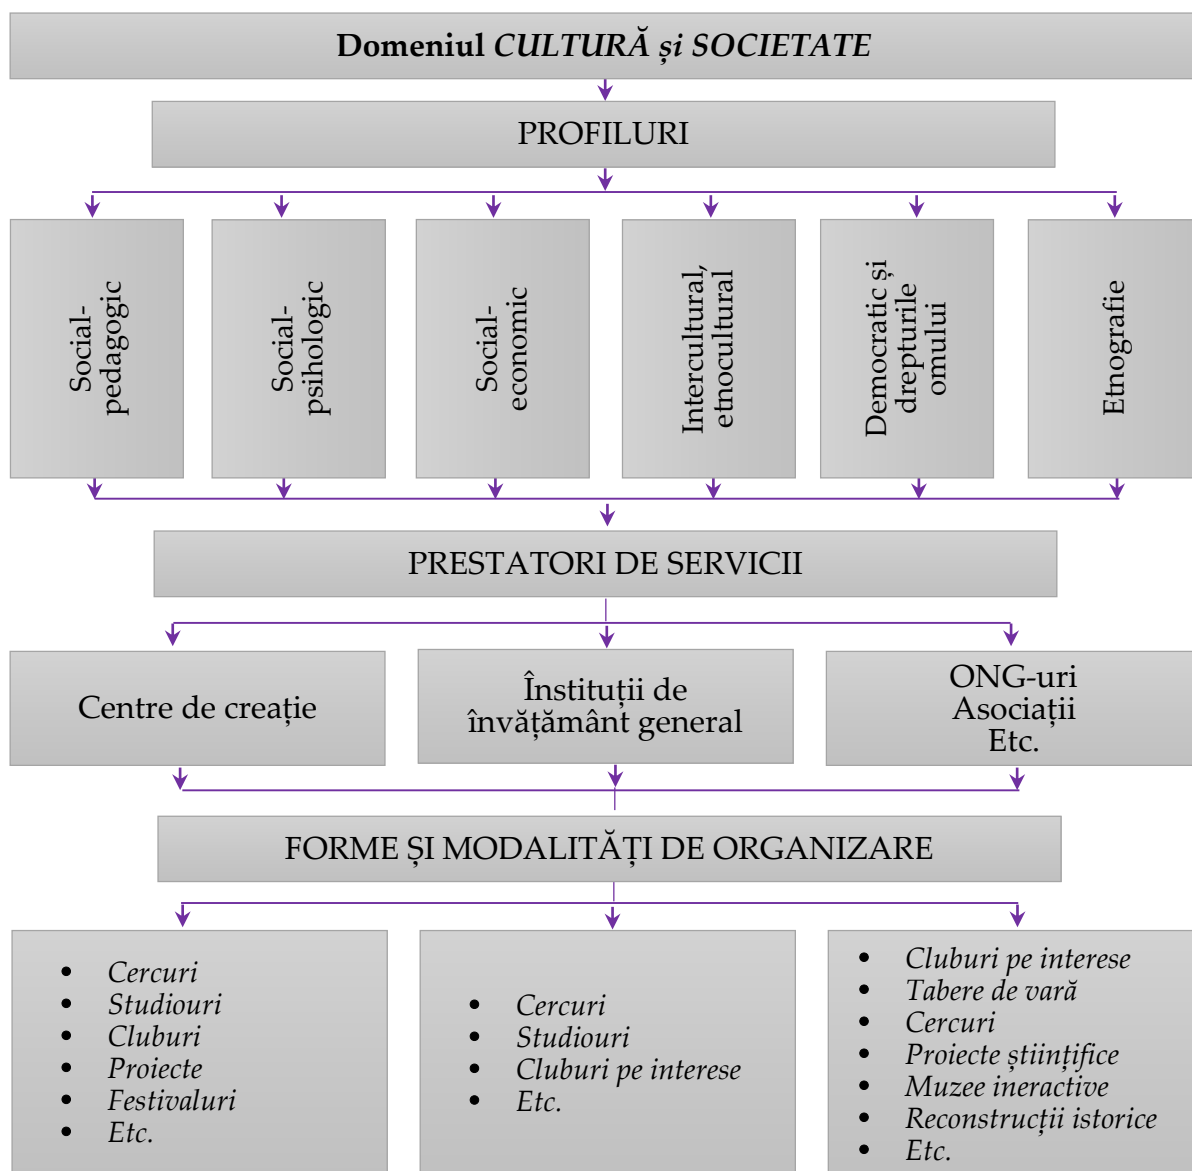 Domeniul CULTURĂ și SOCIETATE
PROFILURI
Social-
pedagogic
Social-
psihologic
Social-
economic
Intercultural,
etnocultural
Democratic și
drepturile
omului
Etnografie
PRESTATORI DE SERVICII
Centre de creație
Înstituții de
învățământ general
ONG-uri
Asociații
Etc.
FORME ȘI MODALITĂȚI DE ORGANIZARE
• Cercuri
• Studiouri
• Cluburi
• Proiecte
• Festivaluri
• Etc.
• Cercuri
• Studiouri
• Cluburi pe interese
• Etc.
• Cluburi pe interese
• Tabere de vară
• Cercuri
• Proiecte științifice
• Muzee ineractive
• Reconstrucții istorice
• Etc.